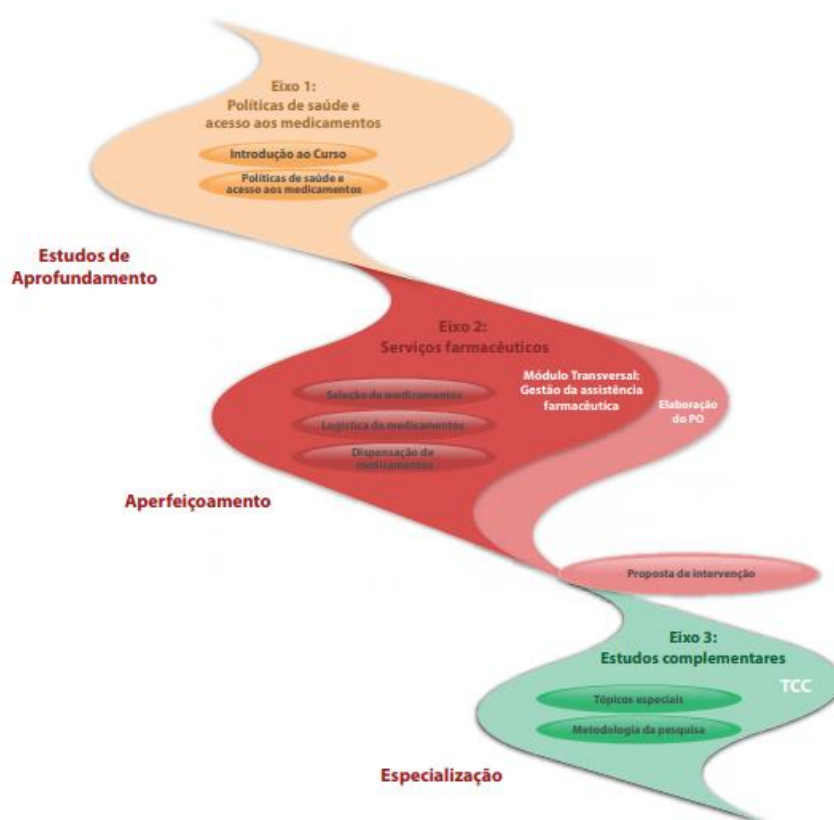 Eixo 1:
Políticas de saúde e
acesso aos medicamentos
Introdução ao Curso
Políticas de saúde e
acesso aos medicamentos
Estudos de
Aprofundamento
Eixo 2:
Serviços farmacêuticos
Seleção de medicamentos
Logística de medicamentos
Dispensação de
medicamentos
Módulo Transversal:
Gestão da assistência
farmacêutica
Elaboração
do PO
Aperfeiçoamento
Proposta de intervenção
Eixo 3:
Estudos complementares
TCC
Tópicos especiais
Metodologia da pesquisa
Especialização